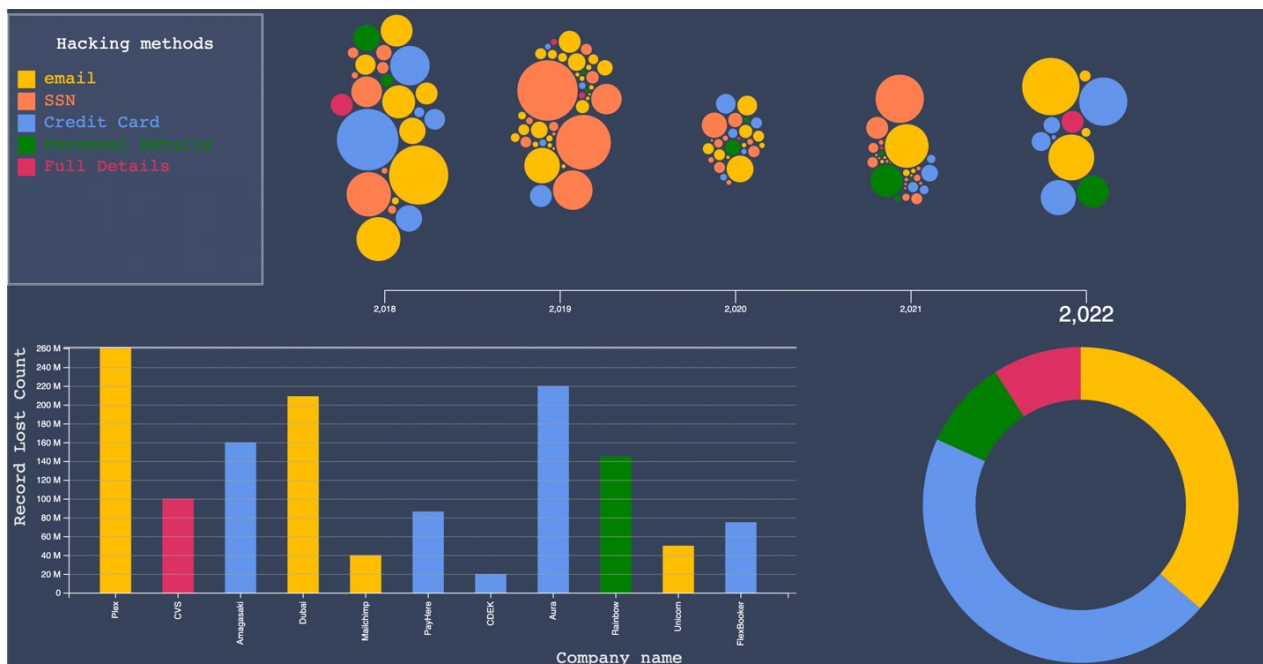 Hacking methods
email
SSN
Credit Card
Personal Details
Full Details
2,018
2,019
2,020
2,021
2,022
Record Lost Count
260 M
240 M
220 M
200 M
180 M
160 M
140 M
120 M
100 M
80 M
60 M
40 M
20 M
0
Plex
CVS
Amagasaki
Dubai
Mailchimp
PayHere
CDEK
Aura
Rainbow
Unicorn
FlexBooker
Company name